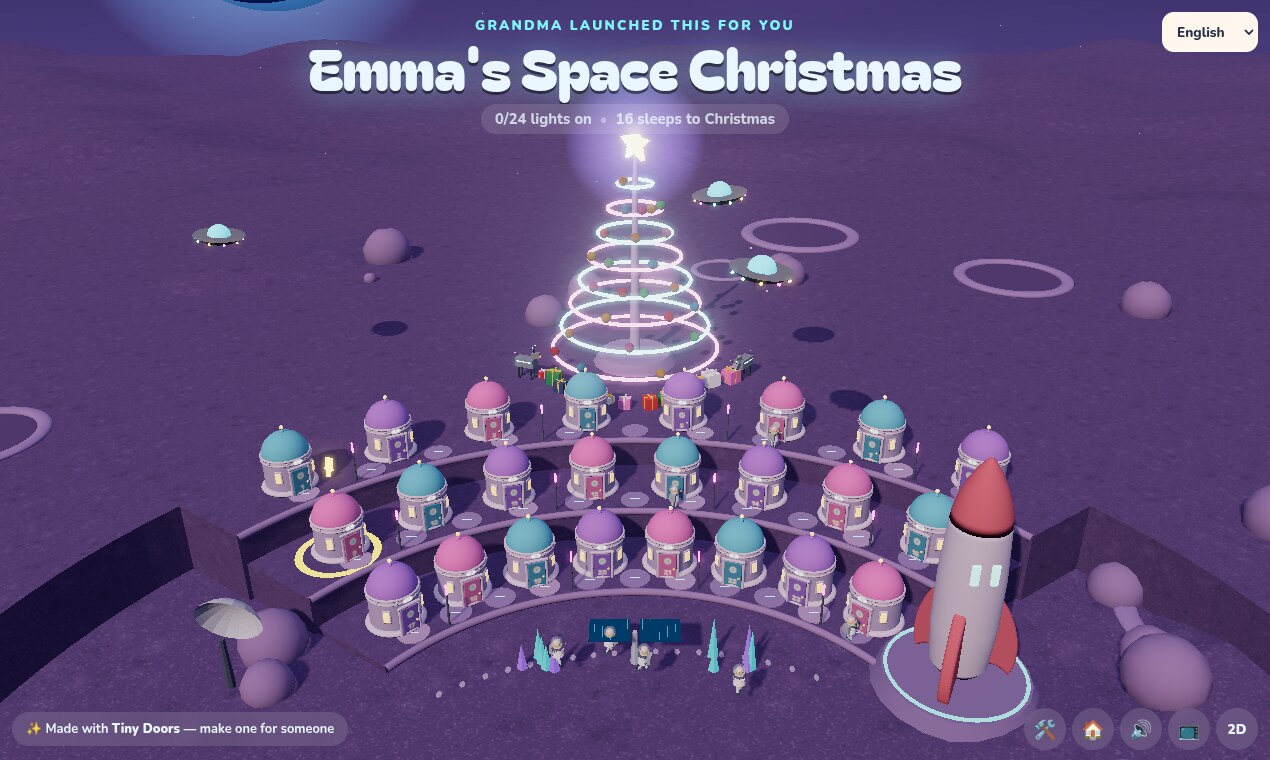 GRANDMA LAUNCHED THIS FOR YOU
English
Emma's Space Christmas
0/24 lights on • 16 sleeps to Christmas
✨ Made with Tiny Doors — make one for someone
2D